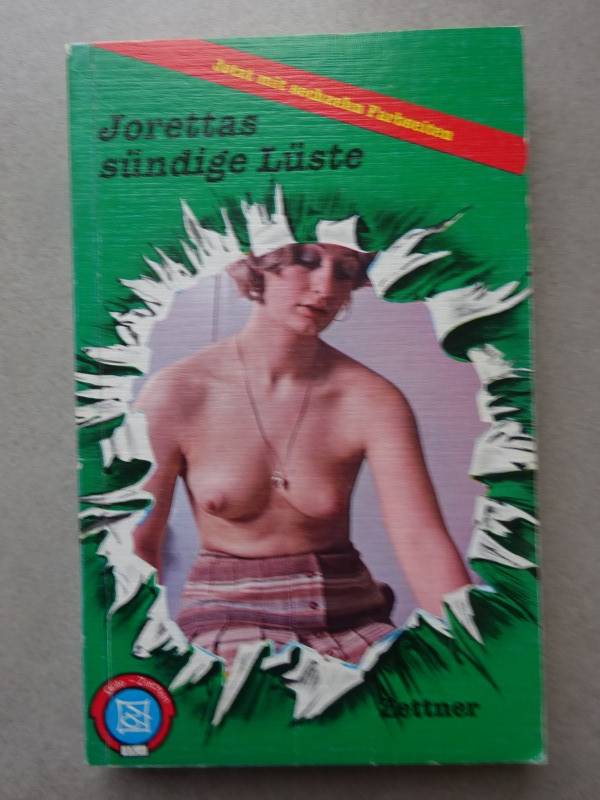 Jetzt mit sechzehn Farbseiten
Jorettas
sündige Lüste
Zettner